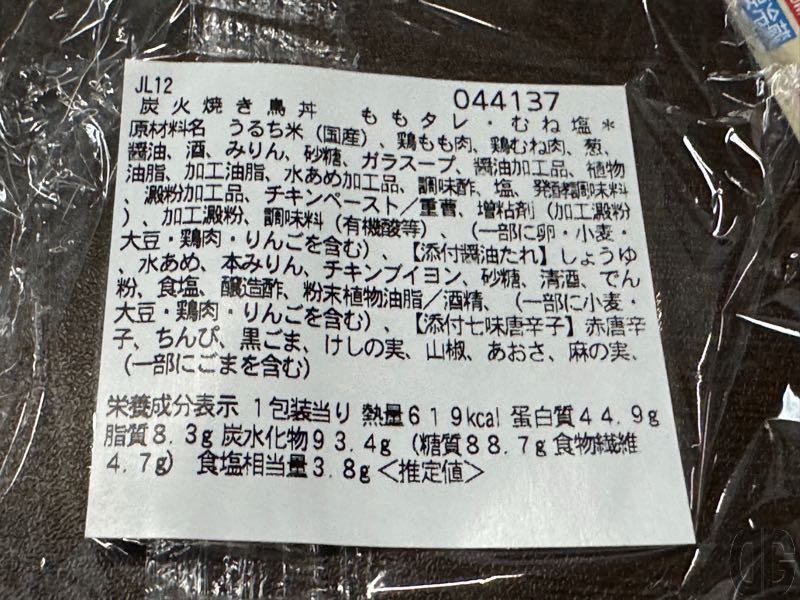 JL12
044137
炭火焼き鳥丼 ももタレ・むね塩*
原材料名 うるち米(国産)、鶏もも肉、鶏むね肉、葱、
醤油、酒、みりん、砂糖、ガラスープ、醤油加工品、植物
油脂、加工油脂、水あめ加工品、調味酢、塩、発酵調味料
、澱粉加工品、チキンペースト/重曹、増粘剤(加工澱粉
)、加工澱粉、調味料(有機酸等)、(一部に卵・小麦・
大豆・鶏肉・りんごを含む)、【添付醤油たれ】しょうゆ
、水あめ、本みりん、チキンブイヨン、砂糖、清酒、でん
粉、食塩、醸造酢、粉末植物油脂/酒精、(一部に小麦・
大豆・鶏肉・りんごを含む)、【添付七味唐辛子】赤唐辛
子、ちんぴ、黒ごま、けしの実、山椒、あおさ、麻の実、
(一部にごまを含む)
栄養成分表示 1包装当り 熱量619kcal 蛋白質44.9g
脂質8.3g 炭水化物93.4g (糖質88.7g 食物繊維
4.7g) 食塩相当量3.8g<推定値>